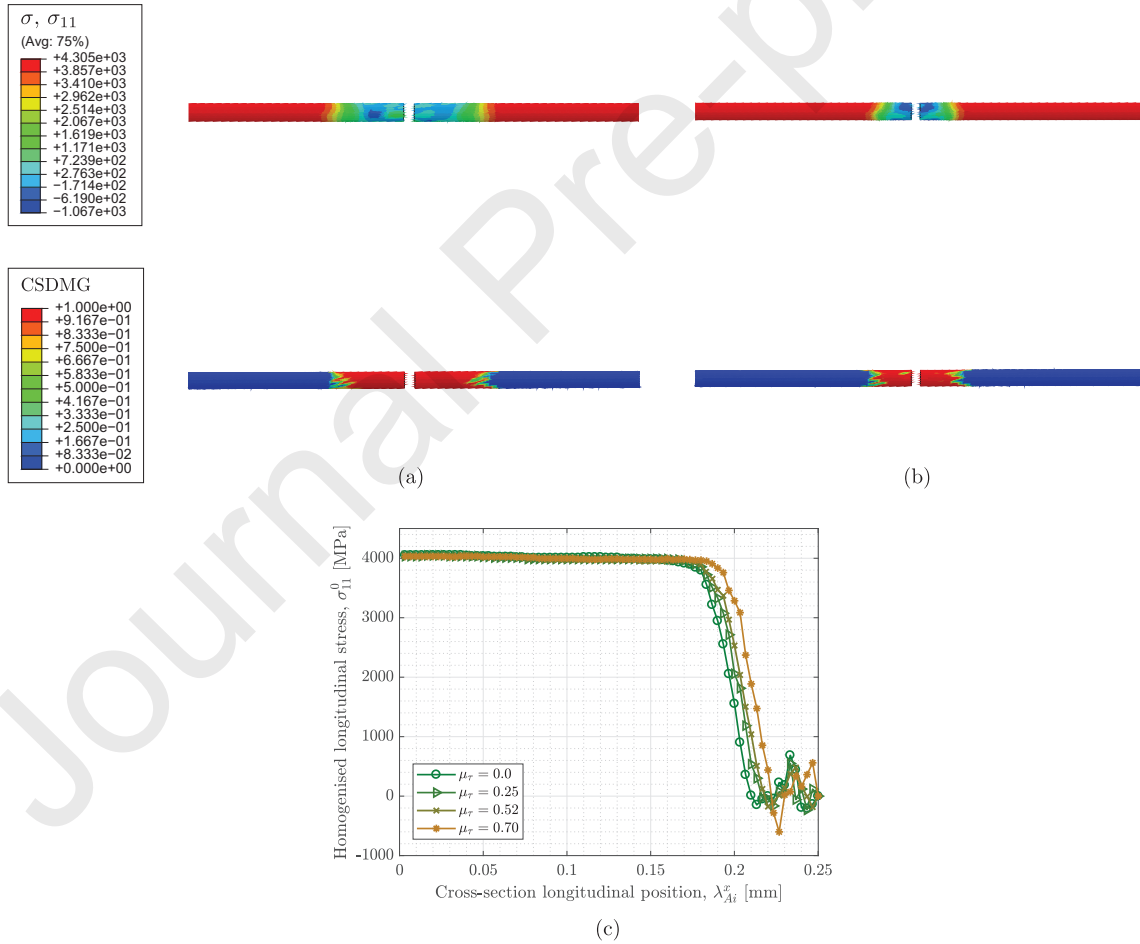 σ, σ11
(Avg: 75%)
+4.305e+03
+3.857e+03
+3.410e+03
+2.962e+03
+2.514e+03
+2.067e+03
+1.619e+03
+1.171e+03
+7.239e+02
+2.763e+02
−1.714e+02
−6.190e+02
−1.067e+03
CSDMG
+1.000e+00
+9.167e−01
+8.333e−01
+7.500e−01
+6.667e−01
+5.833e−01
+5.000e−01
+4.167e−01
+3.333e−01
+2.500e−01
+1.667e−01
+8.333e−02
+0.000e+00
(a)
(b)
Homogenised longitudinal stress, σ⁰₁₁ [MPa]
4000
3000
2000
1000
0
-1000
μτ = 0.0
μτ = 0.25
μτ = 0.52
μτ = 0.70
0
0.05
0.1
0.15
0.2
0.25
Cross-section longitudinal position, λˣAi [mm]
(c)
Journal Pre-p